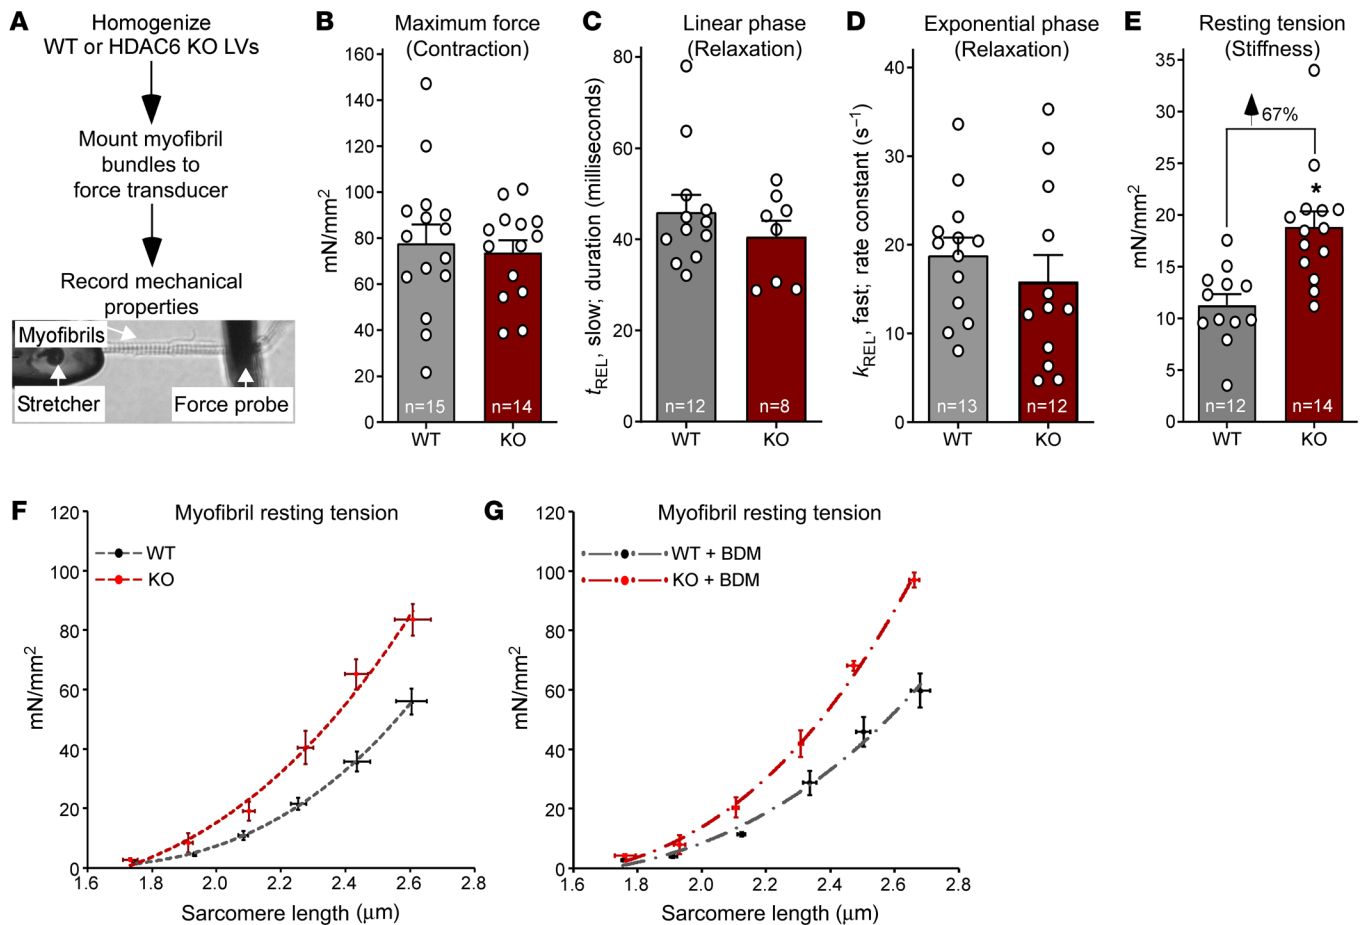 A
Homogenize
WT or HDAC6 KO LVs
Mount myofibril
bundles to
force transducer
Record mechanical
properties
Myofibrils
Stretcher
Force probe
B
Maximum force
(Contraction)
mN/mm²
160
140
120
100
80
60
40
20
0
n=15
n=14
WT
KO
C
Linear phase
(Relaxation)
tREL, slow; duration (milliseconds)
80
60
40
20
0
n=12
n=8
WT
KO
D
Exponential phase
(Relaxation)
kREL, fast; rate constant (s⁻¹)
40
30
20
10
0
n=13
n=12
WT
KO
E
Resting tension
(Stiffness)
mN/mm²
35
30
25
20
15
10
5
0
67%
*
n=12
n=14
WT
KO
F
Myofibril resting tension
WT
KO
mN/mm²
120
100
80
60
40
20
0
1.6
1.8
2.0
2.2
2.4
2.6
2.8
Sarcomere length (μm)
G
Myofibril resting tension
WT + BDM
KO + BDM
mN/mm²
120
100
80
60
40
20
0
1.6
1.8
2.0
2.2
2.4
2.6
2.8
Sarcomere length (μm)